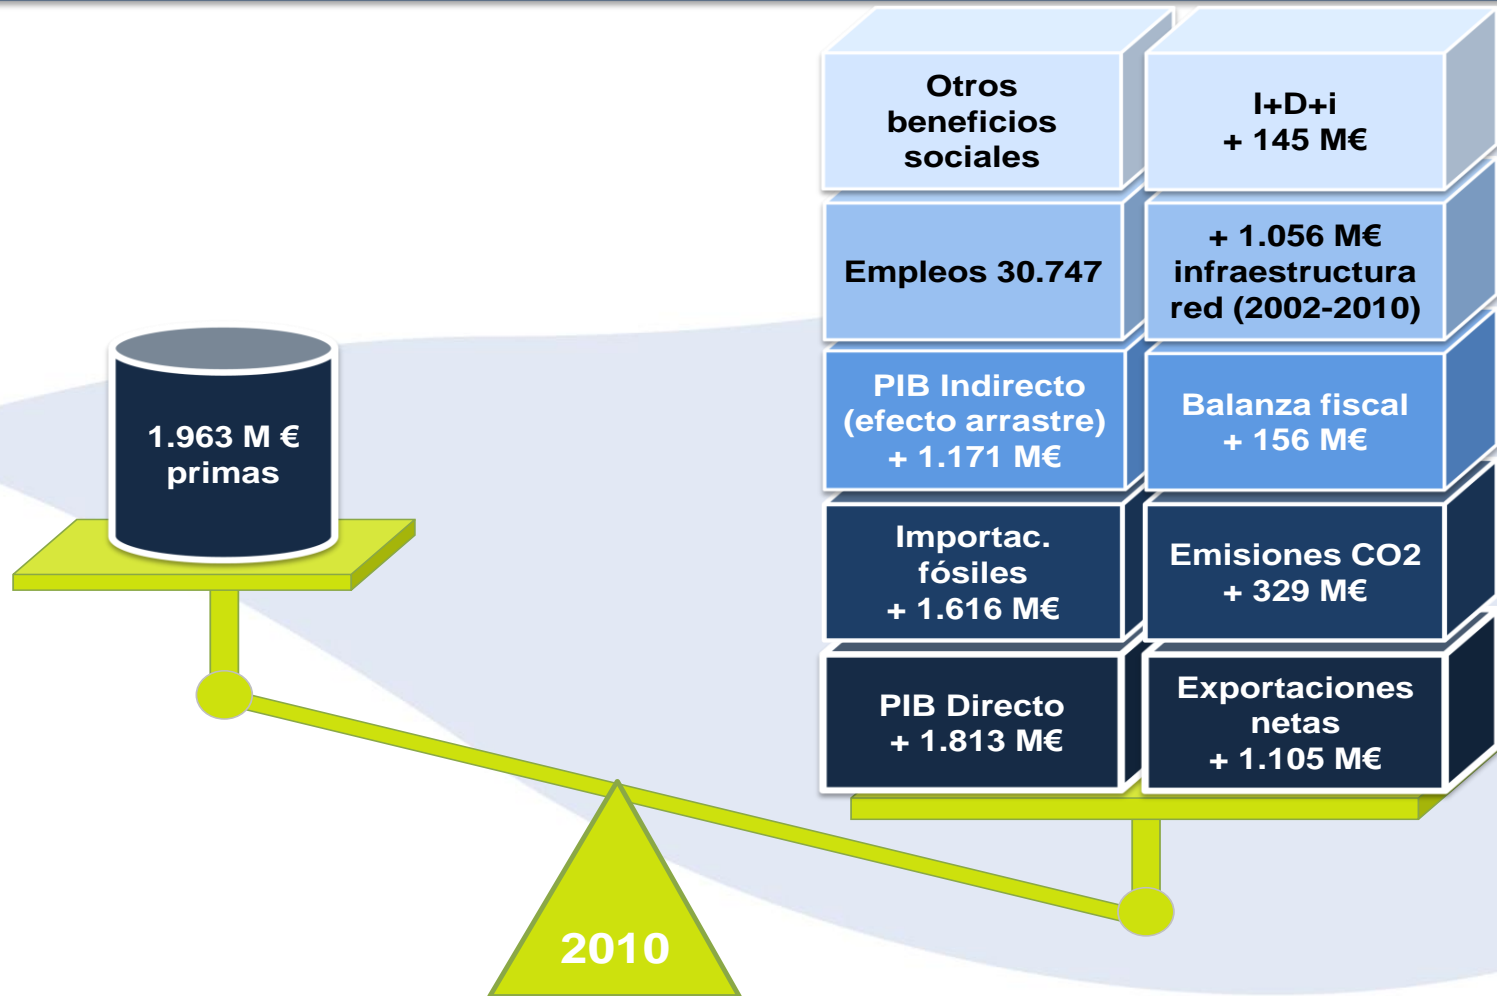 Otros
beneficios
sociales
I+D+i
+ 145 M€
Empleos 30.747
+ 1.056 M€
infraestructura
red (2002-2010)
1.963 M €
primas
PIB Indirecto
(efecto arrastre)
+ 1.171 M€
Balanza fiscal
+ 156 M€
Importac.
fósiles
+ 1.616 M€
Emisiones CO2
+ 329 M€
PIB Directo
+ 1.813 M€
Exportaciones
netas
+ 1.105 M€
2010